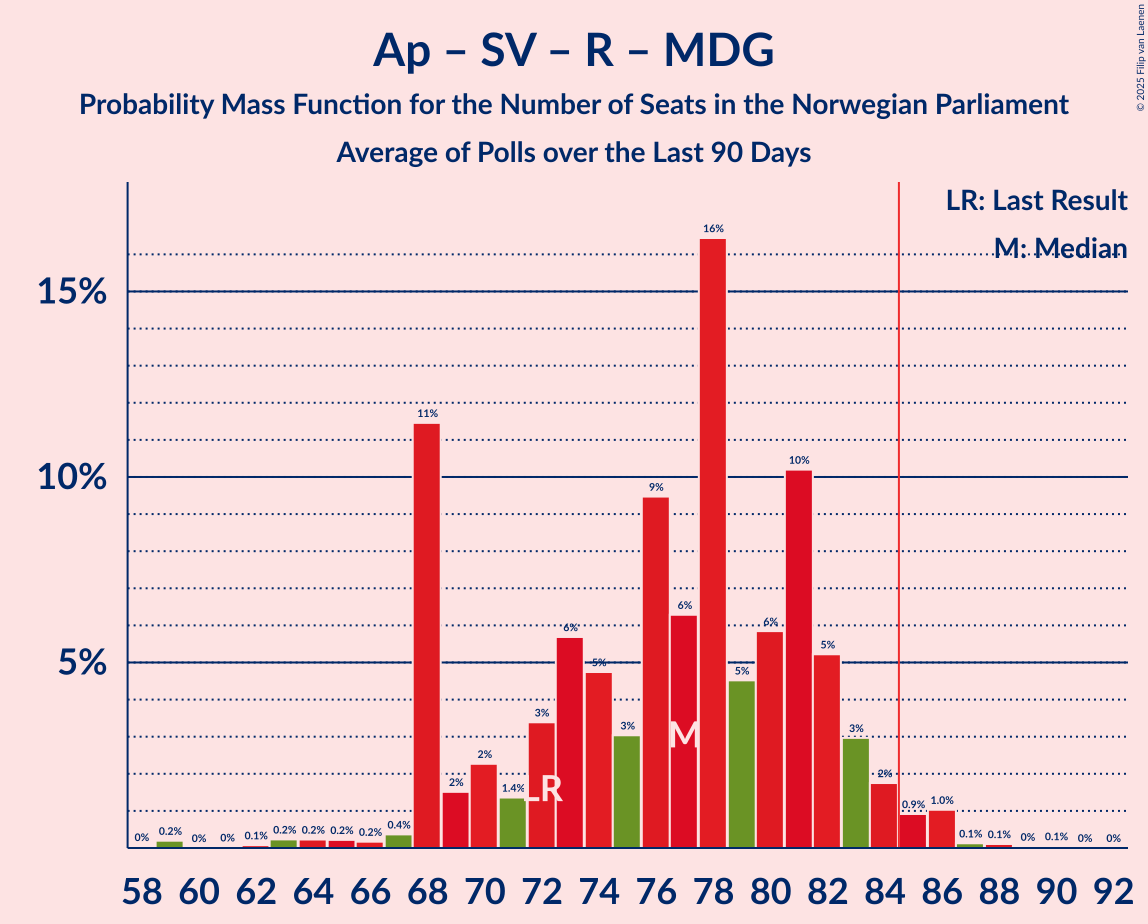 Ap – SV – R – MDG
Probability Mass Function for the Number of Seats in the Norwegian Parliament
Average of Polls over the Last 90 Days
© 2025 Filip van Laenen
LR: Last Result
M: Median
15%
10%
5%
0% 0.2% 0% 0% 0.1% 0.2% 0.2% 0.2% 0.2% 0.4% 11% 2% 2% 1.4% 3% 6% 5% 3% 9% 6% 16% 5% 6% 10% 5% 3% 2% 0.9% 1.0% 0.1% 0.1% 0% 0.1% 0% 0%
LR
M
58 60 62 64 66 68 70 72 74 76 78 80 82 84 86 88 90 92